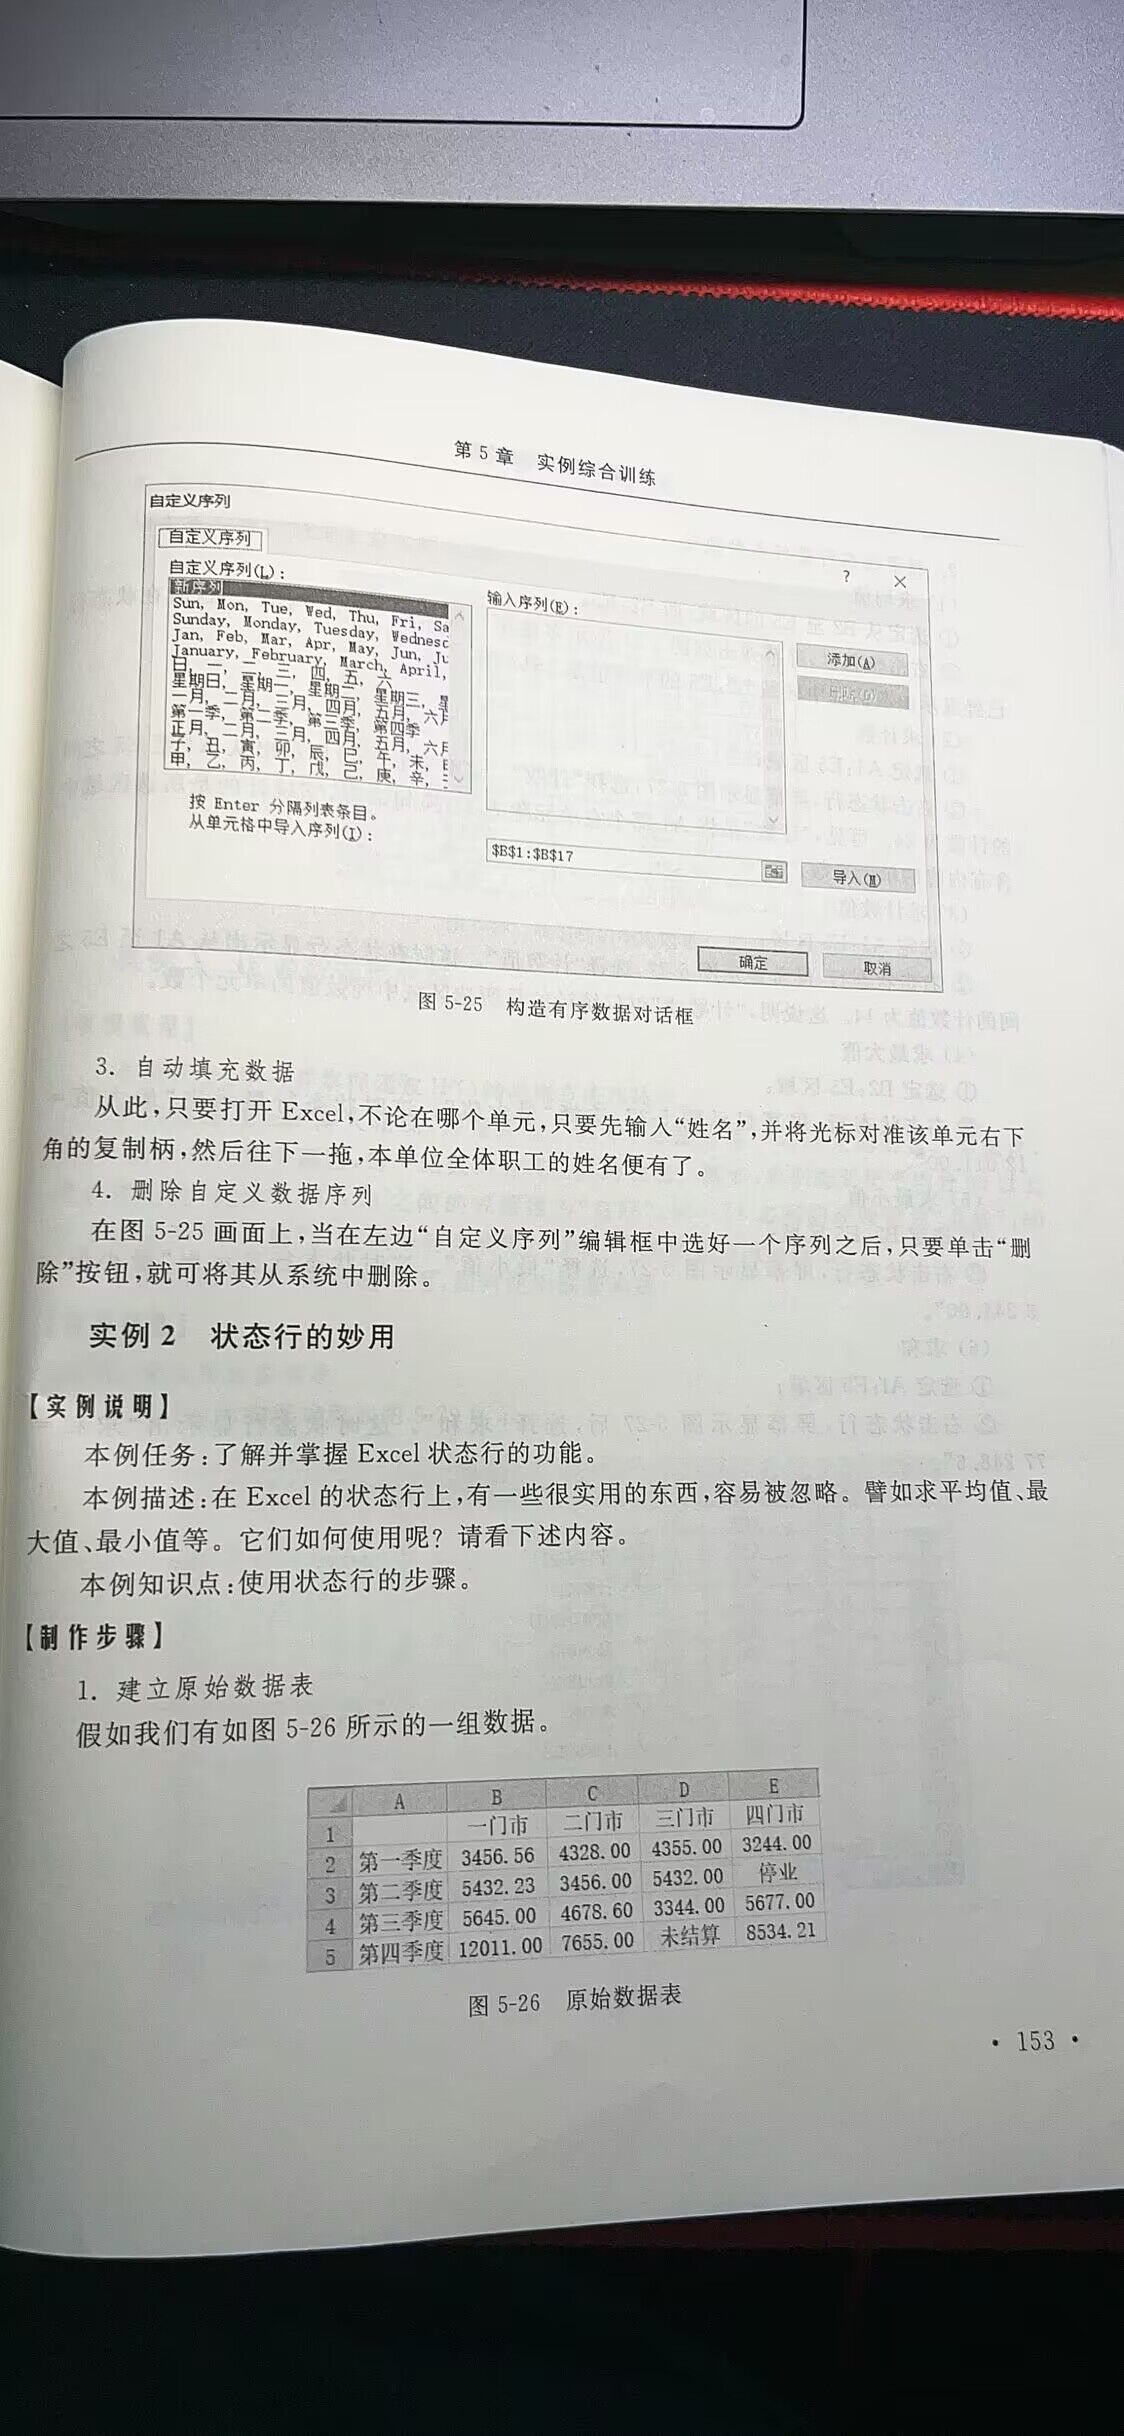 第5章 实例综合训练
自定义序列
? ×
自定义序列
自定义序列(L):
输入序列(E):
新序列
Sun, Mon, Tue, Wed, Thu, Fri, Sa
Sunday, Monday, Tuesday, Wednesd
Jan, Feb, Mar, Apr, May, Jun, Ju
January, February, March, April,
日, 一, 二, 三, 四, 五, 六
星期日, 星期一, 星期二, 星期三, 星
一月, 二月, 三月, 四月, 五月, 六月
第一季, 第二季, 第三季, 第四季
正月, 二月, 三月, 四月, 五月, 六月
子, 丑, 寅, 卯, 辰, 巳, 午, 未,
甲, 乙, 丙, 丁, 戊, 己, 庚, 辛,
添加(A)
删除(D)
按 Enter 分隔列表条目。
从单元格中导入序列(I):
$B$1:$B$17
导入(M)
确定 取消
图 5-25 构造有序数据对话框
3. 自动填充数据
从此,只要打开 Excel,不论在哪个单元,只要先输入“姓名”,并将光标对准该单元右下
角的复制柄,然后往下一拖,本单位全体职工的姓名便有了。
4. 删除自定义数据序列
在图 5-25 画面上,当在左边“自定义序列”编辑框中选好一个序列之后,只要单击“删
除”按钮,就可将其从系统中删除。
实例 2 状态行的妙用
【实例说明】
本例任务:了解并掌握 Excel 状态行的功能。
本例描述:在 Excel 的状态行上,有一些很实用的东西,容易被忽略。譬如求平均值、最
大值、最小值等。它们如何使用呢? 请看下述内容。
本例知识点:使用状态行的步骤。
【制作步骤】
1. 建立原始数据表
假如我们有如图 5-26 所示的一组数据。
A B C D E
1 一门市 二门市 三门市 四门市
2 第一季度 3456.56 4328.00 4355.00 3244.00
3 第二季度 5432.23 3456.00 5432.00 停业
4 第三季度 5645.00 4678.60 3344.00 5677.00
5 第四季度 12011.00 7655.00 未结算 8534.21
图 5-26 原始数据表
• 153 •